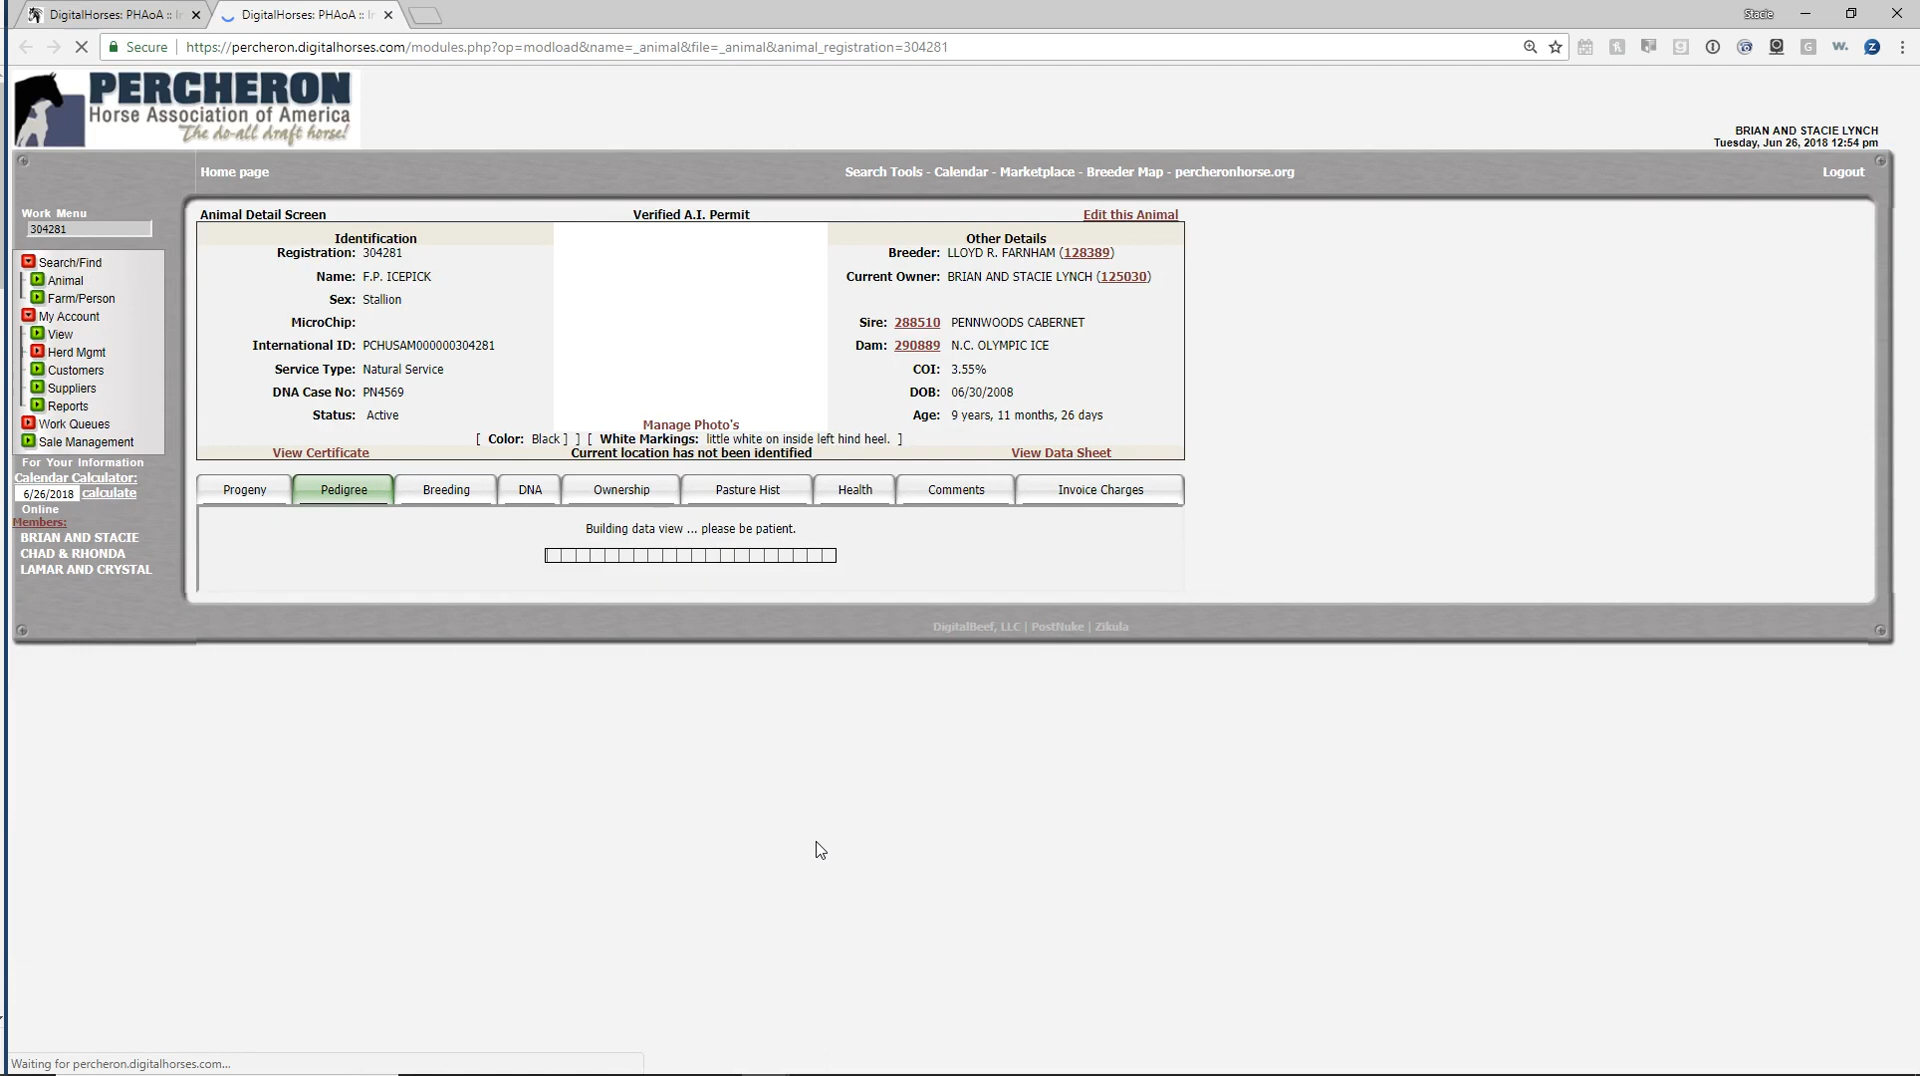 DigitalHorses: PHAoA :: I
DigitalHorses: PHAoA :: I
Stacie
Secure
https://percheron.digitalhorses.com/modules.php?op=modload&name=_animal&file=_animal&animal_registration=304281
PERCHERON
Horse Association of America
The do-all draft horse!
BRIAN AND STACIE LYNCH
Tuesday, Jun 26, 2018 12:54 pm
Home page
Search Tools - Calendar - Marketplace - Breeder Map - percheronhorse.org
Logout
Work Menu
304281
Search/Find
Animal
Farm/Person
My Account
View
Herd Mgmt
Customers
Suppliers
Reports
Work Queues
Sale Management
For Your Information
Calendar Calculator:
6/26/2018 calculate
Online
Members:
BRIAN AND STACIE
CHAD & RHONDA
LAMAR AND CRYSTAL
Animal Detail Screen
Verified A.I. Permit
Edit this Animal
Identification
Registration: 304281
Name: F.P. ICEPICK
Sex: Stallion
MicroChip:
International ID: PCHUSAM000000304281
Service Type: Natural Service
DNA Case No: PN4569
Status: Active
Manage Photo's
Other Details
Breeder: LLOYD R. FARNHAM (128389)
Current Owner: BRIAN AND STACIE LYNCH (125030)
Sire: 288510 PENNWOODS CABERNET
Dam: 290889 N.C. OLYMPIC ICE
COI: 3.55%
DOB: 06/30/2008
Age: 9 years, 11 months, 26 days
[ Color: Black ] ] [ White Markings: little white on inside left hind heel. ]
View Certificate
Current location has not been identified
View Data Sheet
Progeny
Pedigree
Breeding
DNA
Ownership
Pasture Hist
Health
Comments
Invoice Charges
Building data view ... please be patient.
DigitalBeef, LLC | PostNuke | Zikula
Waiting for percheron.digitalhorses.com...